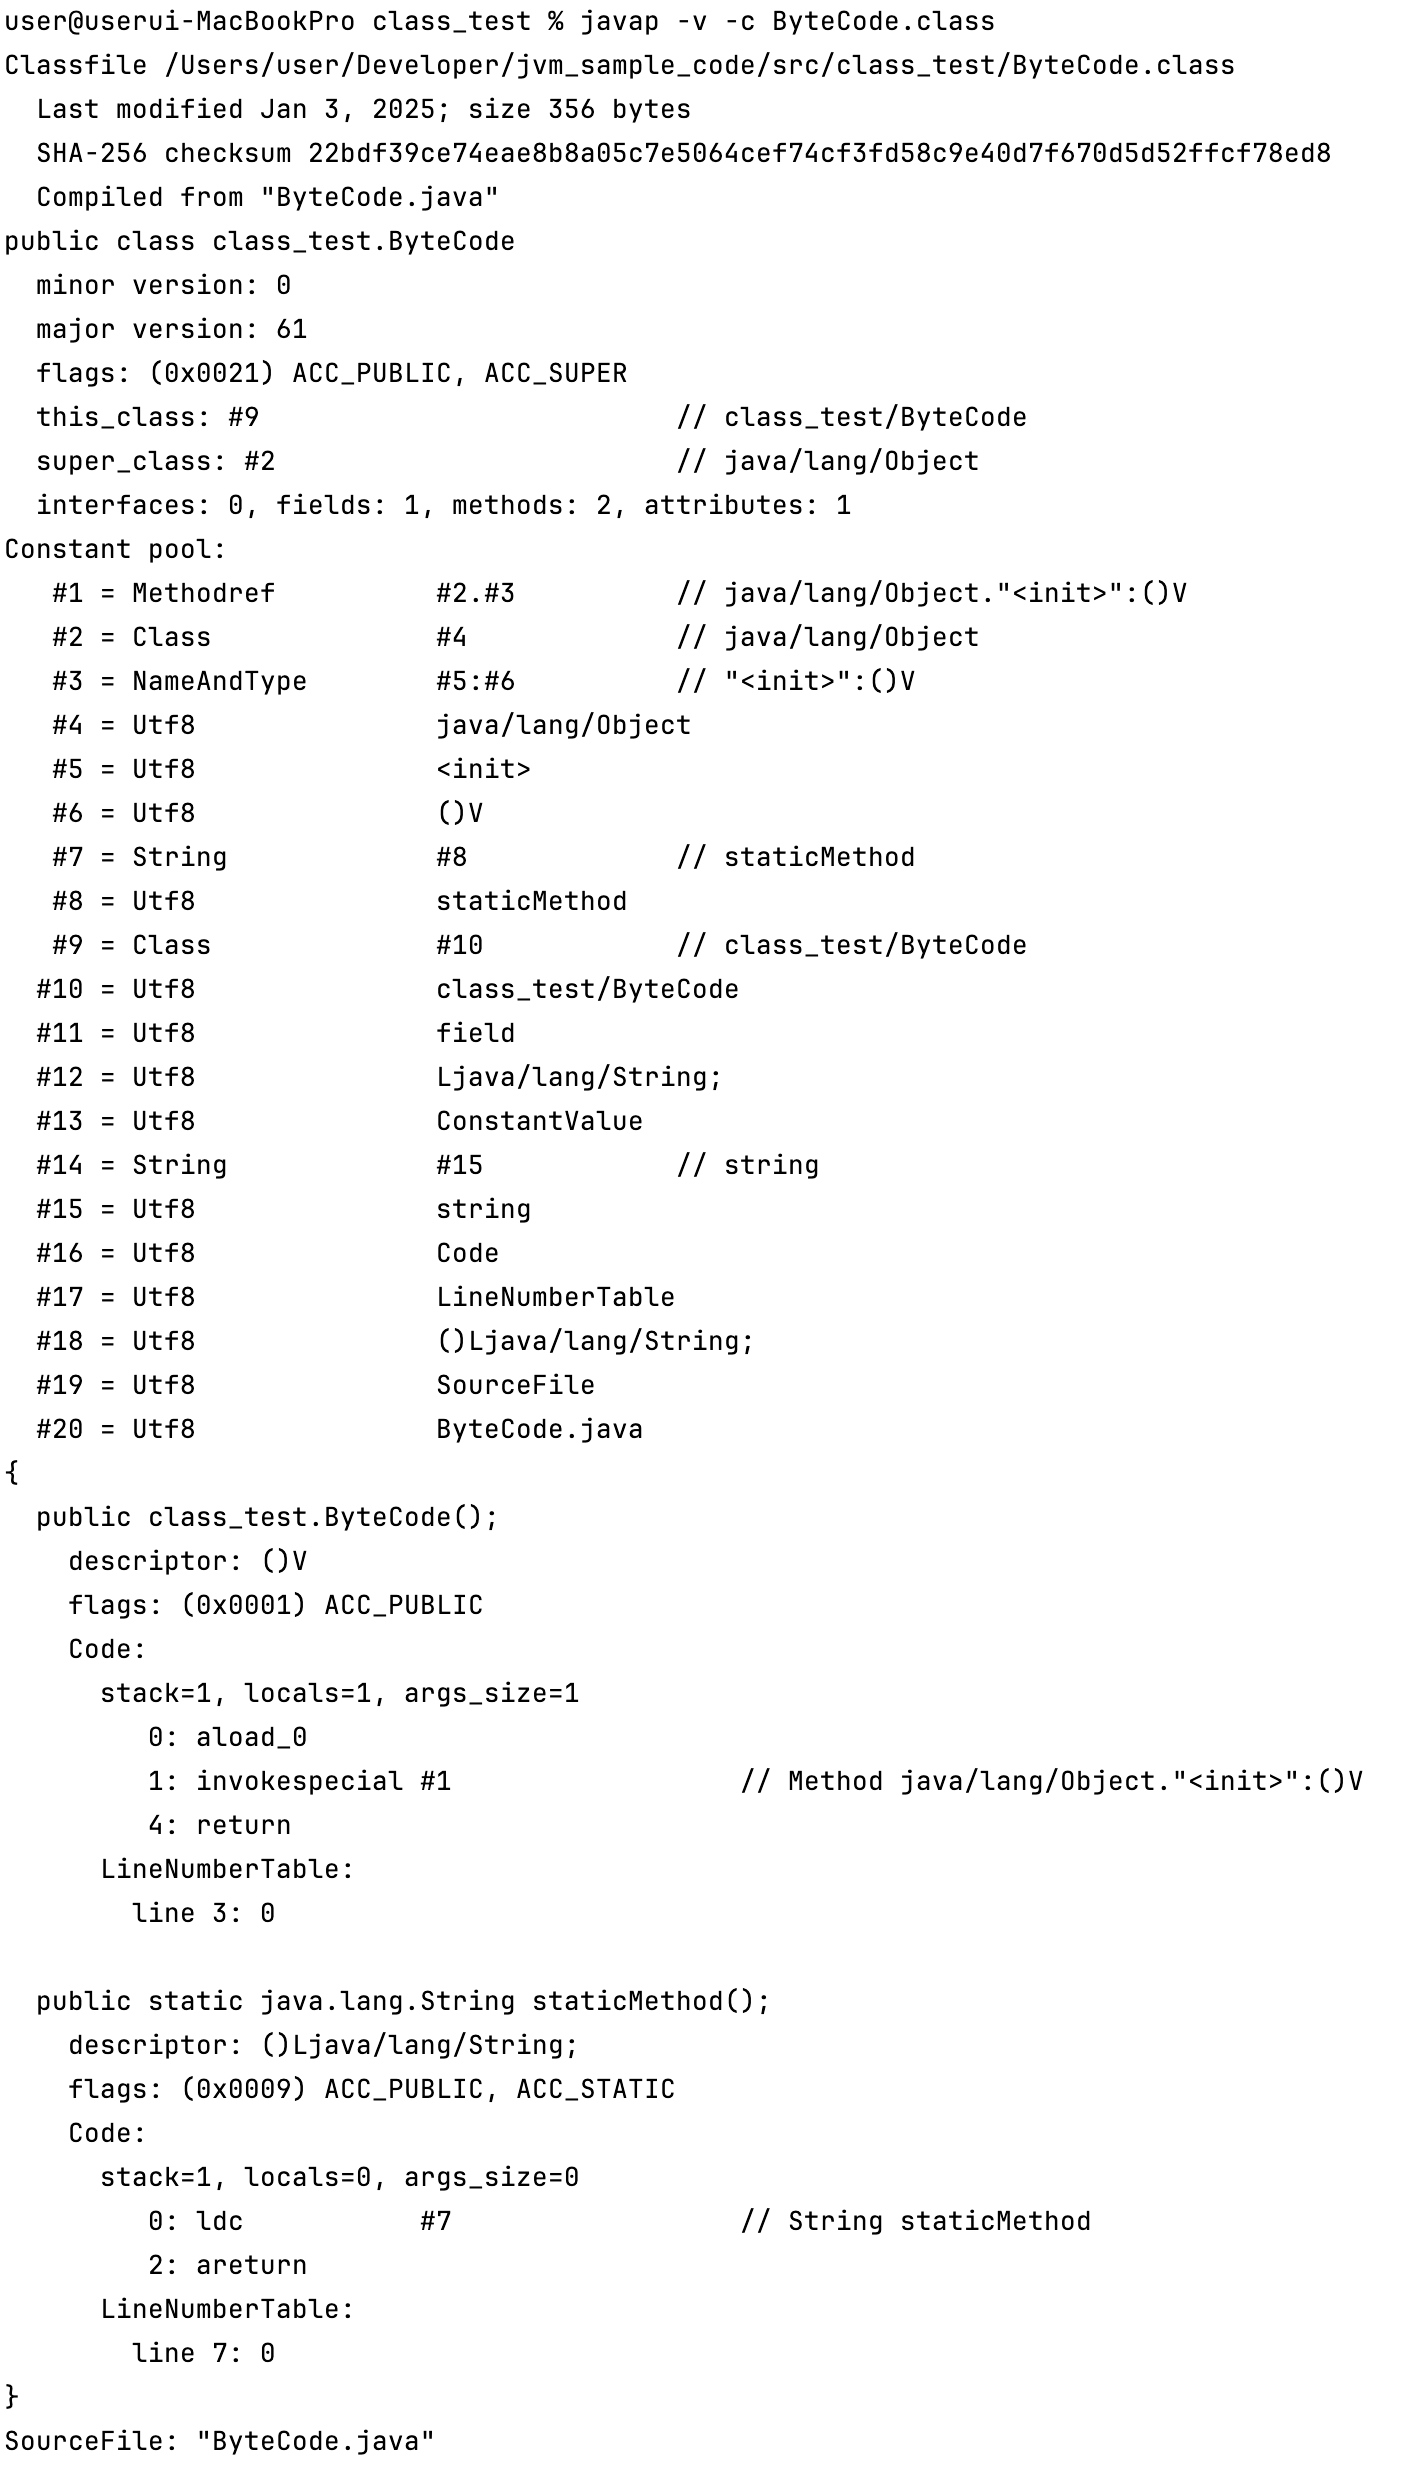 user@userui-MacBookPro class_test % javap -v -c ByteCode.class
Classfile /Users/user/Developer/jvm_sample_code/src/class_test/ByteCode.class
  Last modified Jan 3, 2025; size 356 bytes
  SHA-256 checksum 22bdf39ce74eae8b8a05c7e5064cef74cf3fd58c9e40d7f670d5d52ffcf78ed8
  Compiled from "ByteCode.java"
public class class_test.ByteCode
  minor version: 0
  major version: 61
  flags: (0x0021) ACC_PUBLIC, ACC_SUPER
  this_class: #9                          // class_test/ByteCode
  super_class: #2                         // java/lang/Object
  interfaces: 0, fields: 1, methods: 2, attributes: 1
Constant pool:
   #1 = Methodref          #2.#3          // java/lang/Object."<init>":()V
   #2 = Class              #4             // java/lang/Object
   #3 = NameAndType        #5:#6          // "<init>":()V
   #4 = Utf8               java/lang/Object
   #5 = Utf8               <init>
   #6 = Utf8               ()V
   #7 = String             #8             // staticMethod
   #8 = Utf8               staticMethod
   #9 = Class              #10            // class_test/ByteCode
  #10 = Utf8               class_test/ByteCode
  #11 = Utf8               field
  #12 = Utf8               Ljava/lang/String;
  #13 = Utf8               ConstantValue
  #14 = String             #15            // string
  #15 = Utf8               string
  #16 = Utf8               Code
  #17 = Utf8               LineNumberTable
  #18 = Utf8               ()Ljava/lang/String;
  #19 = Utf8               SourceFile
  #20 = Utf8               ByteCode.java
{
  public class_test.ByteCode();
    descriptor: ()V
    flags: (0x0001) ACC_PUBLIC
    Code:
      stack=1, locals=1, args_size=1
         0: aload_0
         1: invokespecial #1                  // Method java/lang/Object."<init>":()V
         4: return
      LineNumberTable:
        line 3: 0

  public static java.lang.String staticMethod();
    descriptor: ()Ljava/lang/String;
    flags: (0x0009) ACC_PUBLIC, ACC_STATIC
    Code:
      stack=1, locals=0, args_size=0
         0: ldc           #7                  // String staticMethod
         2: areturn
      LineNumberTable:
        line 7: 0
}
SourceFile: "ByteCode.java"